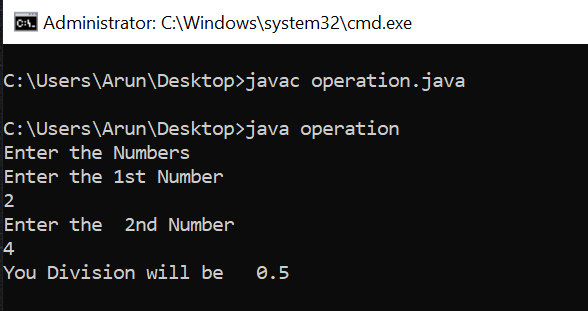 Administrator: C:\Windows\system32\cmd.exe
C:\Users\Arun\Desktop>javac operation.java
C:\Users\Arun\Desktop>java operation
Enter the Numbers
Enter the 1st Number
2
Enter the  2nd Number
4
You Division will be   0.5